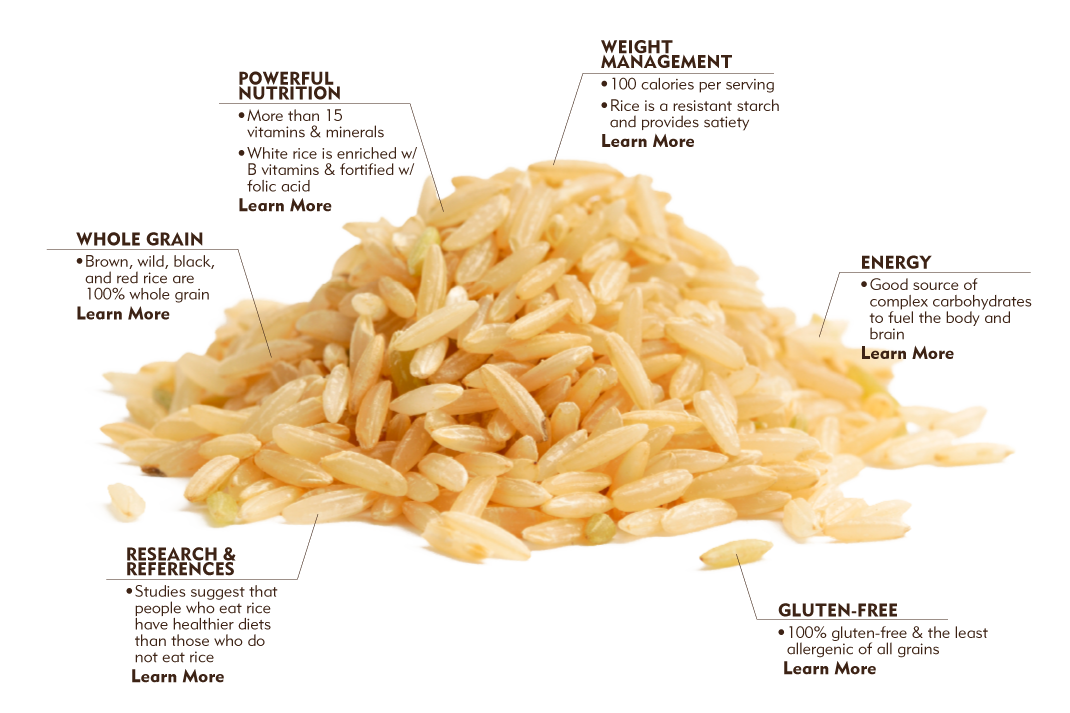 WEIGHT
MANAGEMENT
•100 calories per serving
•Rice is a resistant starch
and provides satiety
Learn More
POWERFUL
NUTRITION
•More than 15
vitamins & minerals
•White rice is enriched w/
B vitamins & fortified w/
folic acid
Learn More
WHOLE GRAIN
•Brown, wild, black,
and red rice are
100% whole grain
Learn More
ENERGY
•Good source of
complex carbohydrates
to fuel the body and
brain
Learn More
RESEARCH &
REFERENCES
•Studies suggest that
people who eat rice
have healthier diets
than those who do
not eat rice
Learn More
GLUTEN-FREE
•100% gluten-free & the least
allergenic of all grains
Learn More